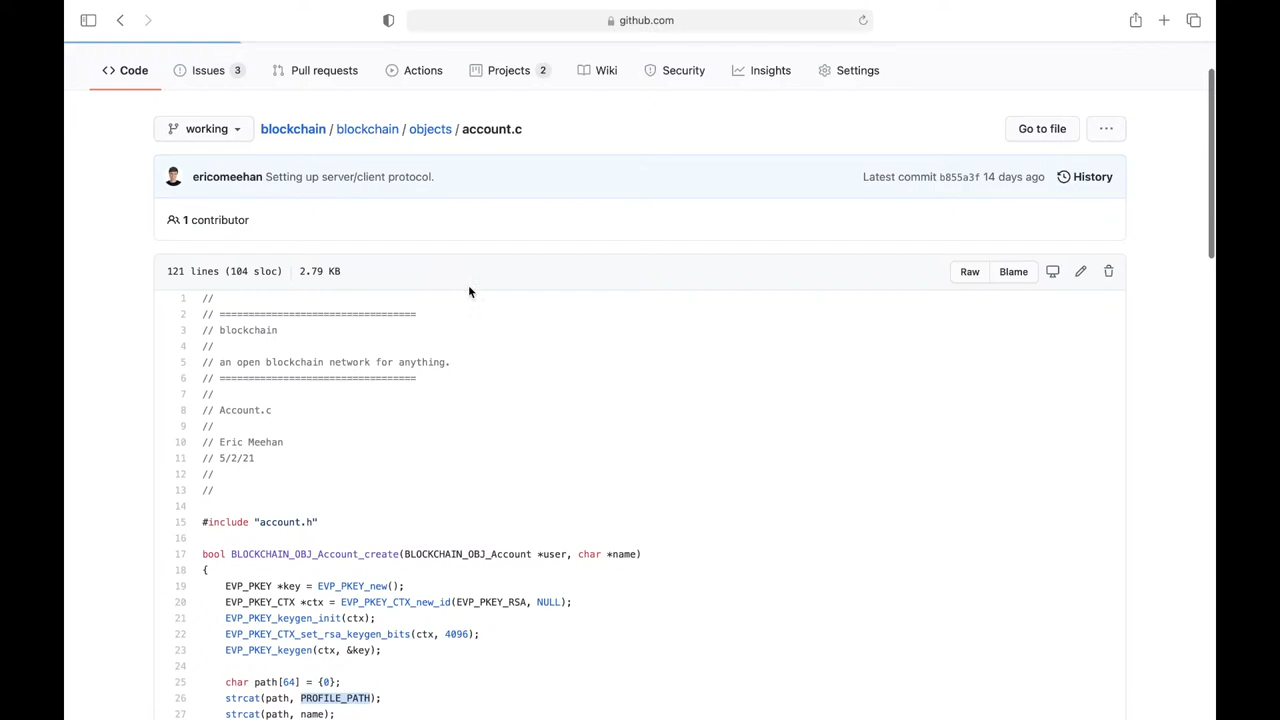 github.com
Code Issues 3 Pull requests Actions Projects 2 Wiki Security Insights Settings
working blockchain / blockchain / objects / account.c Go to file ...
ericomeehan Setting up server/client protocol. Latest commit b855a3f 14 days ago History
1 contributor
121 lines (104 sloc) 2.79 KB Raw Blame
1 //
2 // ==================================
3 // blockchain
4 //
5 // an open blockchain network for anything.
6 // ==================================
7 //
8 // Account.c
9 //
10 // Eric Meehan
11 // 5/2/21
12 //
13 //
14
15 #include "account.h"
16
17 bool BLOCKCHAIN_OBJ_Account_create(BLOCKCHAIN_OBJ_Account *user, char *name)
18 {
19 EVP_PKEY *key = EVP_PKEY_new();
20 EVP_PKEY_CTX *ctx = EVP_PKEY_CTX_new_id(EVP_PKEY_RSA, NULL);
21 EVP_PKEY_keygen_init(ctx);
22 EVP_PKEY_CTX_set_rsa_keygen_bits(ctx, 4096);
23 EVP_PKEY_keygen(ctx, &key);
24
25 char path[64] = {0};
26 strcat(path, PROFILE_PATH);
27 strcat(path, name);